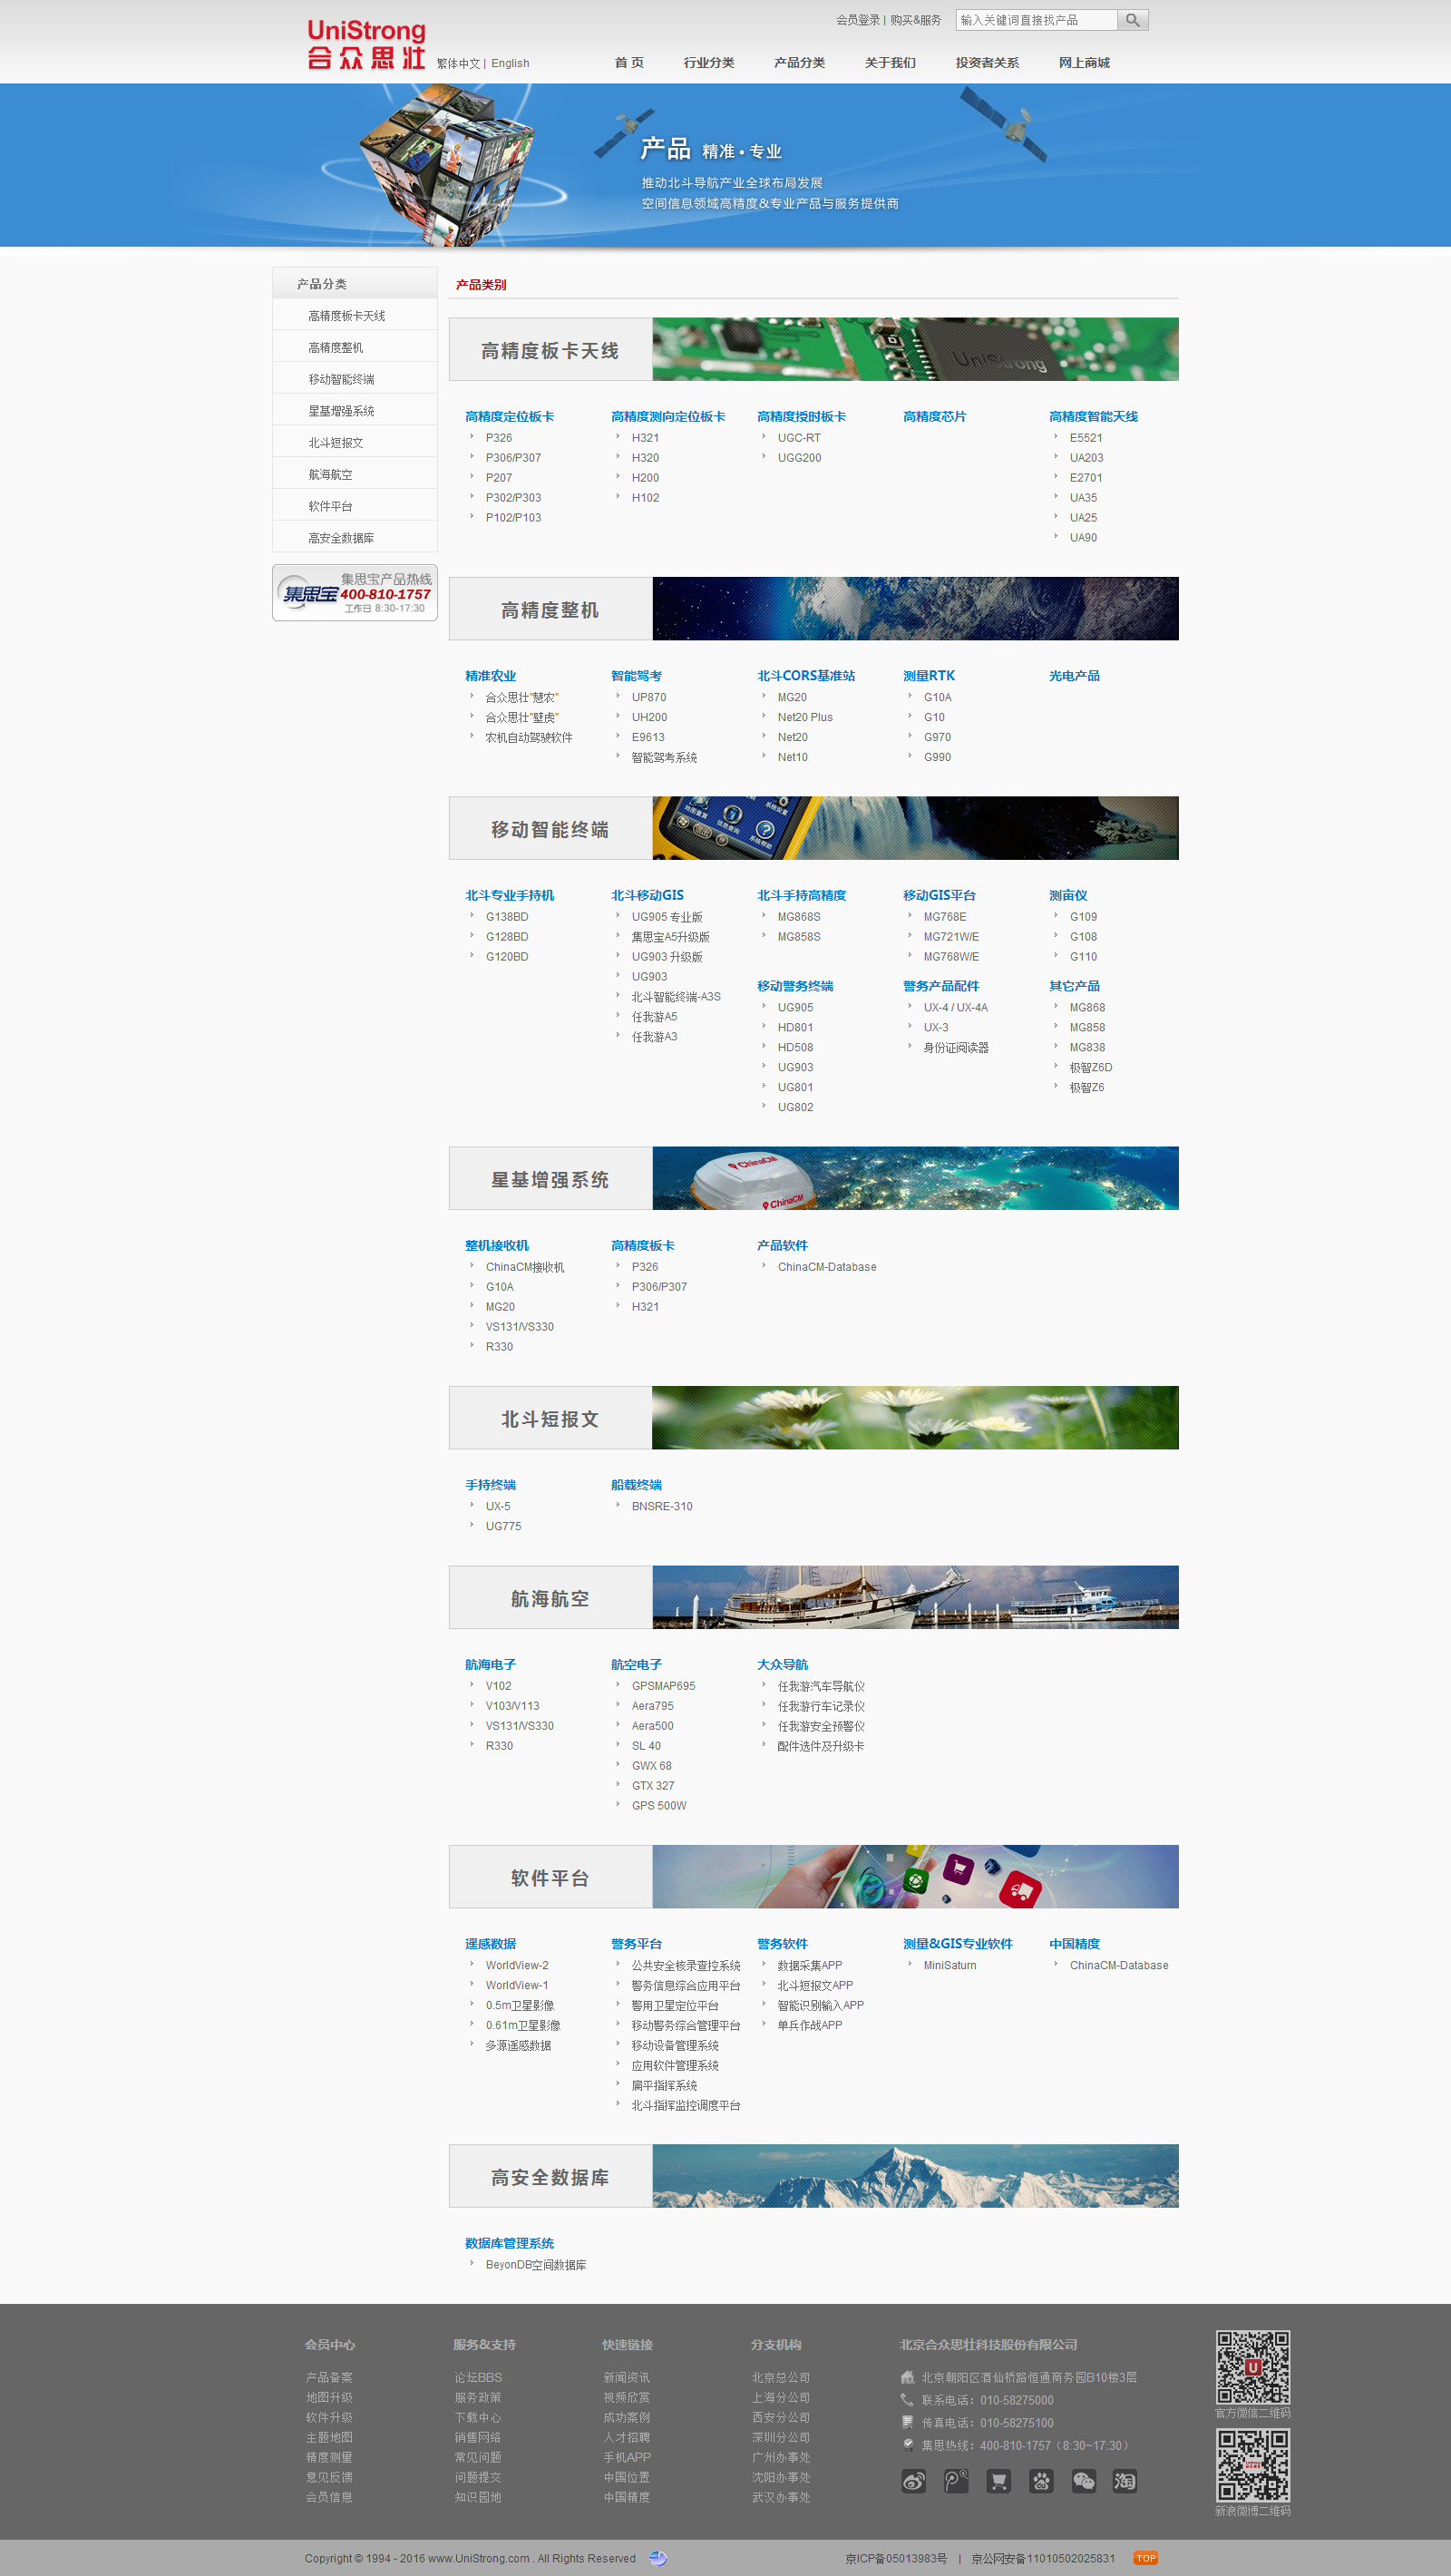 UniStrong
合众思壮
繁体中文 | English
会员登录 | 购买&服务
输入关键词直接找产品
首 页 行业分类 产品分类 关于我们 投资者关系 网上商城
产品 精准 • 专业
推动北斗导航产业全球布局发展
空间信息领域高精度&专业产品与服务提供商
产品分类
高精度板卡天线
高精度整机
移动智能终端
星基增强系统
北斗短报文
航海航空
软件平台
高安全数据库
集思宝产品热线
集思宝 400-810-1757
工作日 8:30-17:30
产品类别
高精度板卡天线
UniStrong
高精度定位板卡
P326
P306/P307
P207
P302/P303
P102/P103
高精度测向定位板卡
H321
H320
H200
H102
高精度授时板卡
UGC-RT
UGG200
高精度芯片
高精度智能天线
E5521
UA203
E2701
UA35
UA25
UA90
高精度整机
精准农业
合众思壮"慧农"
合众思壮"壁虎"
农机自动驾驶软件
智能驾考
UP870
UH200
E9613
智能驾考系统
北斗CORS基准站
MG20
Net20 Plus
Net20
Net10
测量RTK
G10A
G10
G970
G990
光电产品
移动智能终端
北斗专业手持机
G138BD
G128BD
G120BD
北斗移动GIS
UG905 专业版
集思宝A5升级版
UG903 升级版
UG903
北斗智能终端-A3S
任我游A5
任我游A3
北斗手持高精度
MG868S
MG858S
移动GIS平台
MG768E
MG721W/E
MG768W/E
测亩仪
G109
G108
G110
移动警务终端
UG905
HD801
HD508
UG903
UG801
UG802
警务产品配件
UX-4 / UX-4A
UX-3
身份证阅读器
其它产品
MG868
MG858
MG838
极智Z6D
极智Z6
星基增强系统
ChinaCM
ChinaCM
整机接收机
ChinaCM接收机
G10A
MG20
VS131/VS330
R330
高精度板卡
P326
P306/P307
H321
产品软件
ChinaCM-Database
北斗短报文
手持终端
UX-5
UG775
船载终端
BNSRE-310
航海航空
航海电子
V102
V103/V113
VS131/VS330
R330
航空电子
GPSMAP695
Aera795
Aera500
SL 40
GWX 68
GTX 327
GPS 500W
大众导航
任我游汽车导航仪
任我游行车记录仪
任我游安全预警仪
配件选件及升级卡
软件平台
遥感数据
WorldView-2
WorldView-1
0.5m卫星影像
0.61m卫星影像
多源遥感数据
警务平台
公共安全核录查控系统
警务信息综合应用平台
警用卫星定位平台
移动警务综合管理平台
移动设备管理系统
应用软件管理系统
扁平指挥系统
北斗指挥监控调度平台
警务软件
数据采集APP
北斗短报文APP
智能识别输入APP
单兵作战APP
测量&GIS专业软件
MiniSaturn
中国精度
ChinaCM-Database
高安全数据库
数据库管理系统
BeyonDB空间数据库
会员中心
产品备案
地图升级
软件升级
主题地图
精度测里
意见反馈
会员信息
服务&支持
论坛BBS
服务政策
下载中心
销售网络
常见问题
问题提交
知识园地
快速链接
新闻资讯
视频欣赏
成功案例
人才招聘
手机APP
中国位置
中国精度
分支机构
北京总公司
上海分公司
西安分公司
深圳分公司
广州办事处
沈阳办事处
武汉办事处
北京合众思壮科技股份有限公司
北京朝阳区酒仙桥路恒通商务园B10楼3层
联系电话：010-58275000
传真电话：010-58275100
集思热线：400-810-1757（8:30~17:30）
淘
官方微信二维码
新浪微博二维码
Copyright © 1994 - 2016 www.UniStrong.com . All Rights Reserved
京ICP备05013983号 | 京公网安备11010502025831
TOP